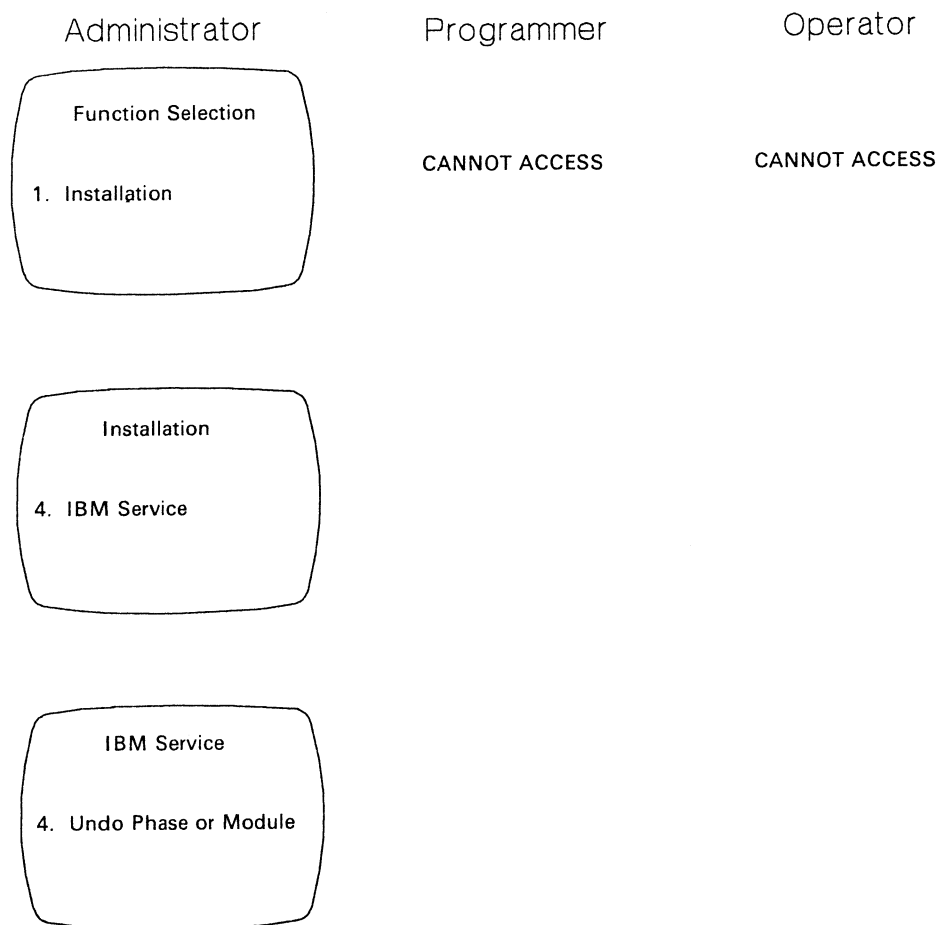 Administrator
Programmer
Operator
Function Selection
1. Installation
CANNOT ACCESS
CANNOT ACCESS
Installation
4. IBM Service
IBM Service
4. Undo Phase or Module